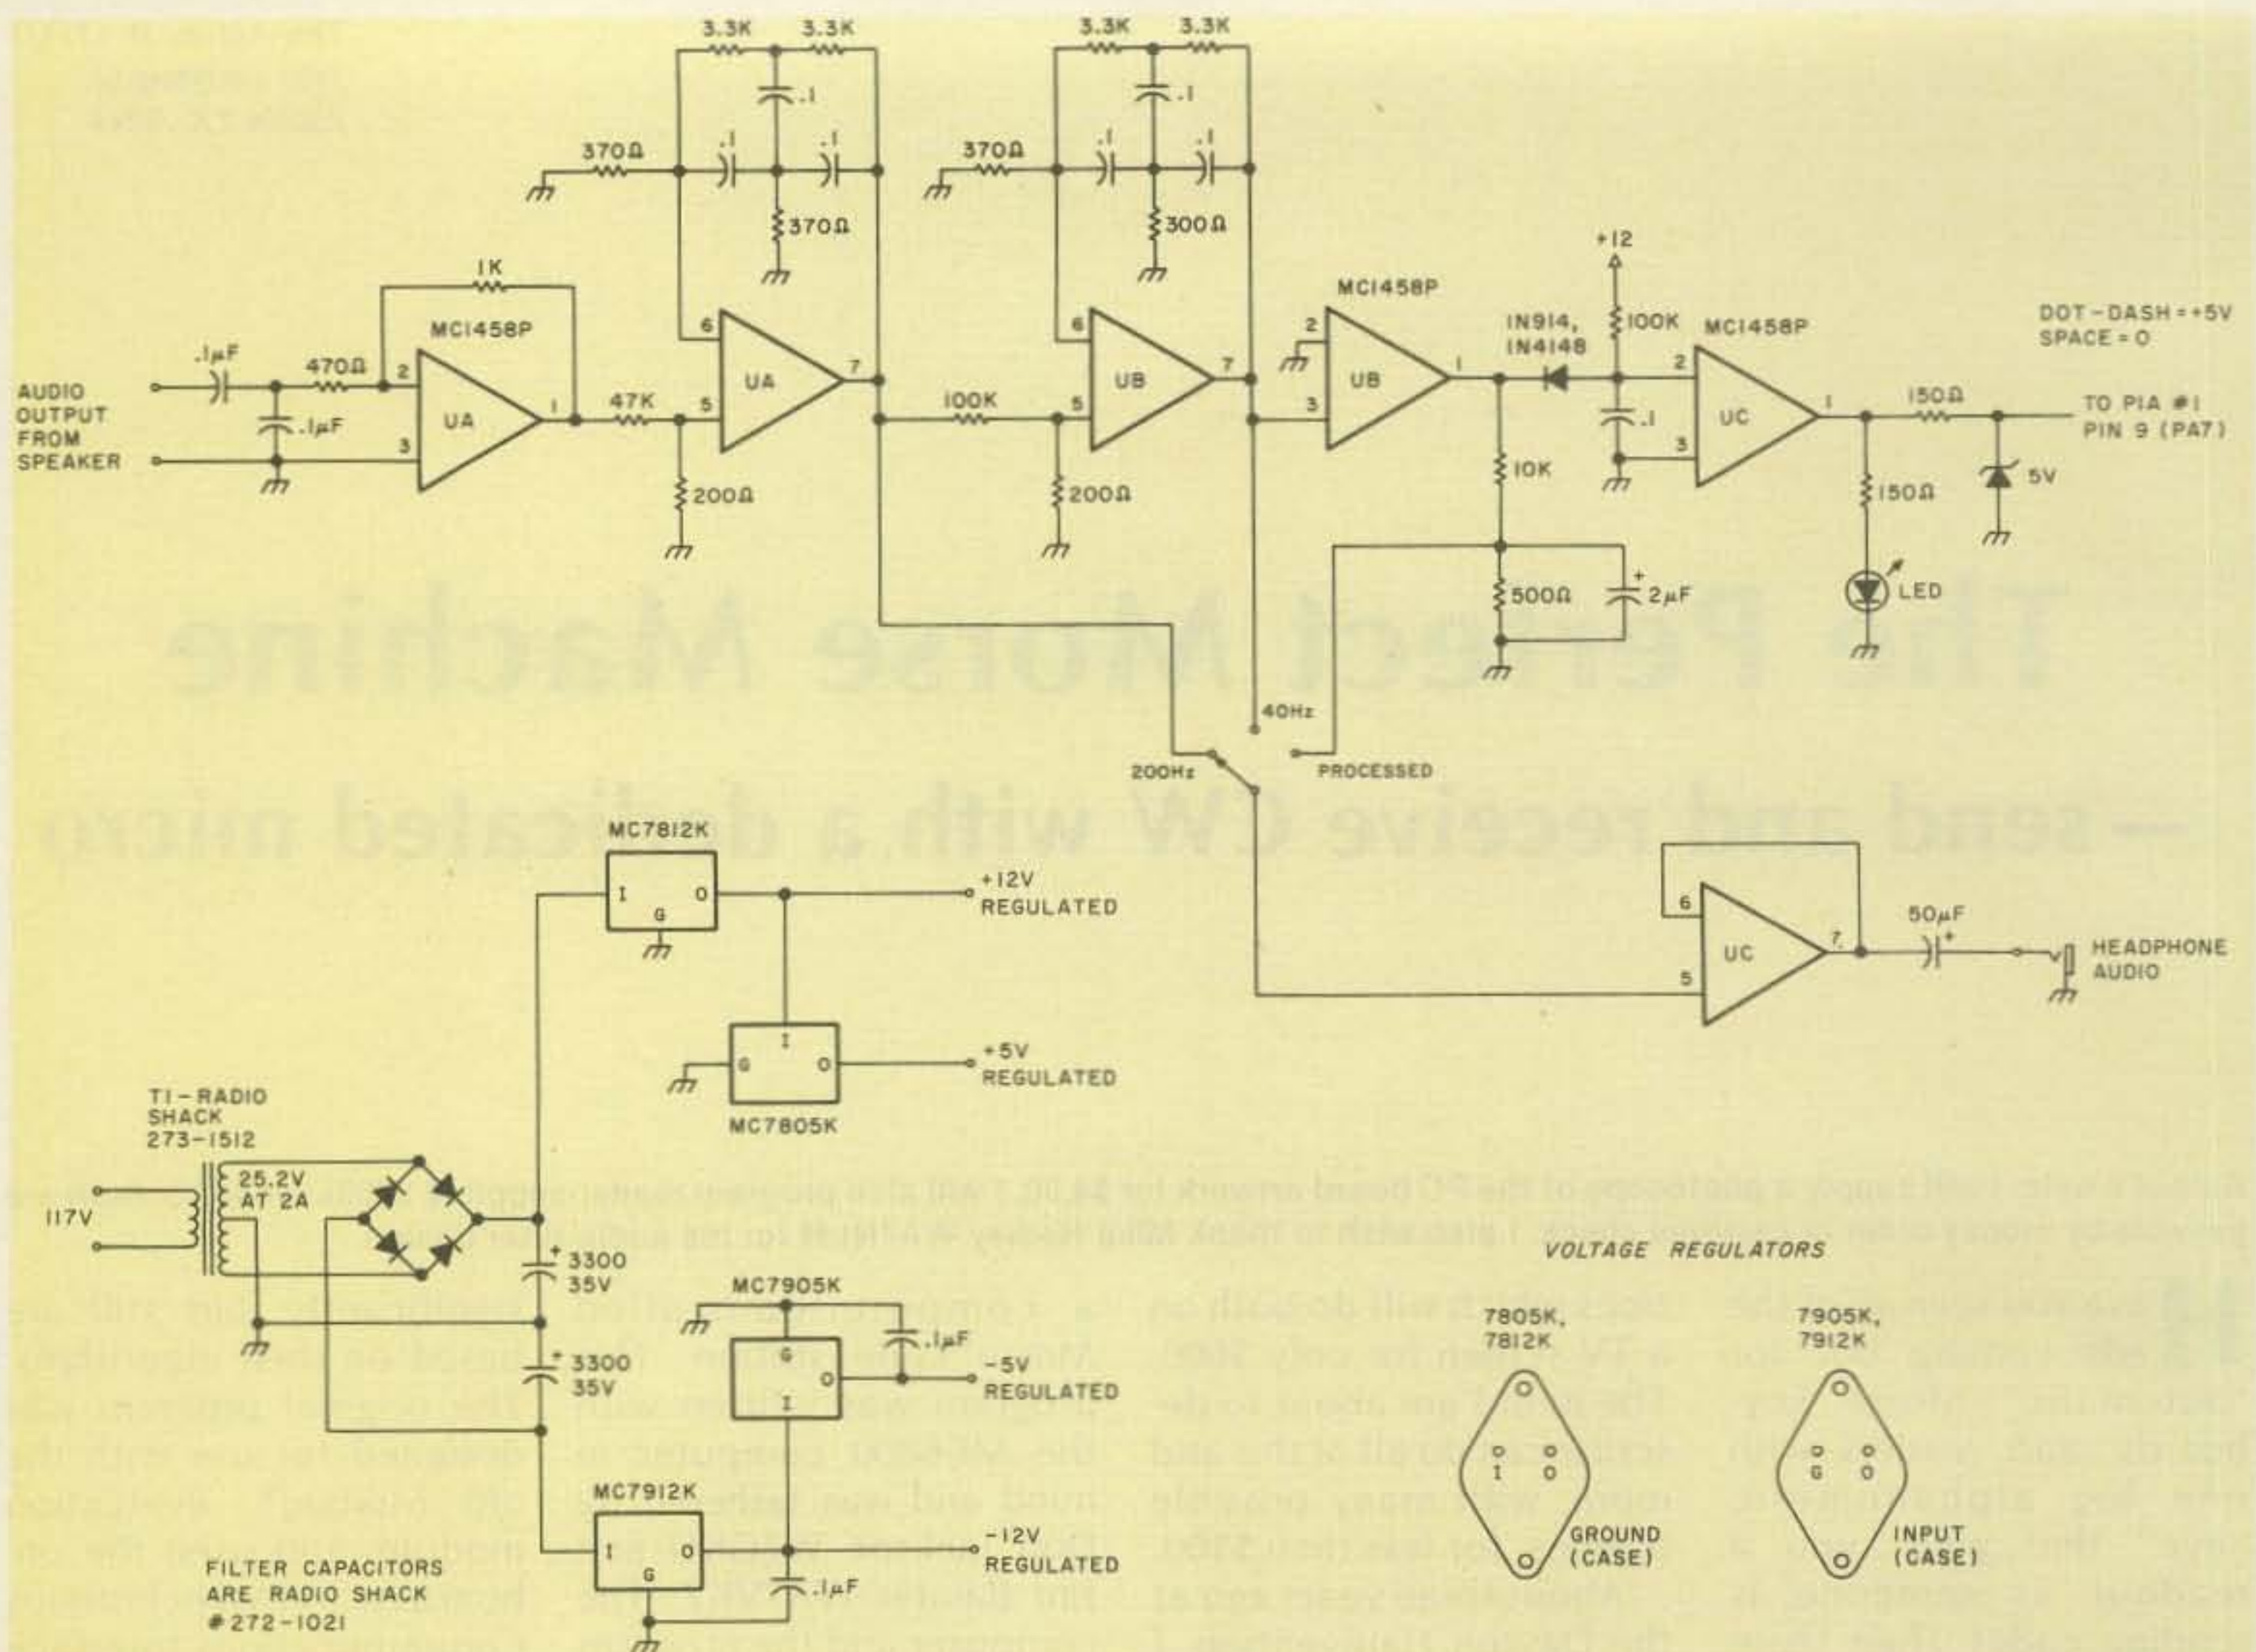 3.3K 3.3K
.1
370Ω .1 .1
370Ω
3.3K 3.3K
.1
370Ω .1 .1
300Ω
1K
MC1458P
AUDIO
OUTPUT
FROM
SPEAKER
.1μF
.1μF
470Ω
2
3
UA
1
47K
200Ω
6
5
UA
7
100K
200Ω
6
5
UB
7
MC1458P
2
3
UB
1
1N914,
1N4148
+12
100K
.1
MC1458P
2
3
UC
1
10K
500Ω
+
2μF
150Ω
150Ω
LED
5V
DOT-DASH=+5V
SPACE=0
TO PIA #1
PIN 9 (PA7)
40Hz
200Hz
PROCESSED
6
5
UC
7
50μF
+
HEADPHONE
AUDIO
The Perfect Morse Machine
— send and receive CW with a dedicated micro
MC7812K
I O
G
+12V
REGULATED
I
G O
MC7805K
+5V
REGULATED
T1-RADIO
SHACK
273-1512
117V
25.2V
AT 2A
+
3300
35V
+
3300
35V
MC7905K
G
O
I
.1μF
-5V
REGULATED
MC7912K
I O
G
.1μF
-12V
REGULATED
FILTER CAPACITORS
ARE RADIO SHACK
#272-1021
VOLTAGE REGULATORS
7805K,
7812K
I O
GROUND
(CASE)
7905K,
7912K
G O
INPUT
(CASE)